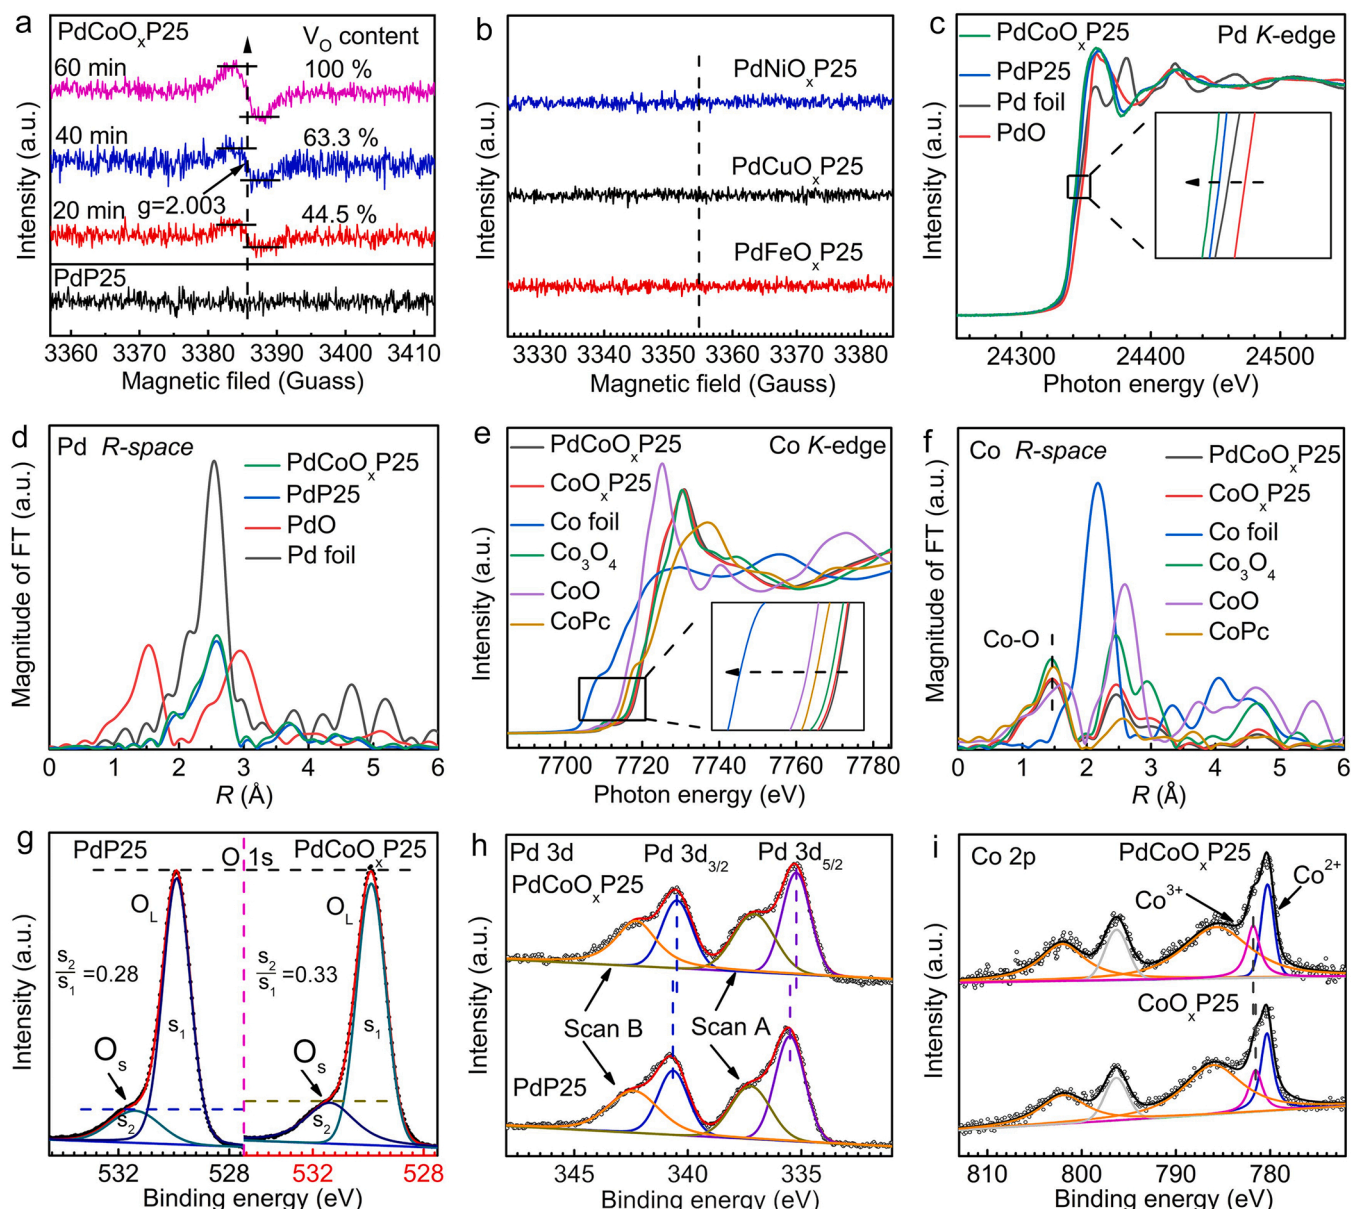 a
PdCoOxP25
VO content
60 min
100 %
40 min
63.3 %
g=2.003
20 min
44.5 %
PdP25
Intensity (a.u.)
3360 3370 3380 3390 3400 3410
Magnetic filed (Guass)
b
PdNiOxP25
PdCuOxP25
PdFeOxP25
Intensity (a.u.)
3330 3340 3350 3360 3370 3380
Magnetic field (Gauss)
c
PdCoOxP25
Pd K-edge
PdP25
Pd foil
PdO
Intensity (a.u.)
24300 24400 24500
Photon energy (eV)
d
Pd R-space
PdCoOxP25
PdP25
PdO
Pd foil
Magnitude of FT (a.u.)
0 1 2 3 4 5 6
R (Å)
e
PdCoOxP25
Co K-edge
CoOxP25
Co foil
Co3O4
CoO
CoPc
Intensity (a.u.)
7700 7720 7740 7760 7780
Photon energy (eV)
f
Co R-space
PdCoOxP25
CoOxP25
Co foil
Co3O4
CoO
CoPc
Co-O
Magnitude of FT (a.u.)
0 1 2 3 4 5 6
R (Å)
g
PdP25
O 1s
PdCoOxP25
OL
OL
s2/s1=0.28
s2/s1=0.33
s1
s1
Os
Os
s2
s2
Intensity (a.u.)
532 528 532 528
Binding energy (eV)
h
Pd 3d
Pd 3d3/2
Pd 3d5/2
PdCoOxP25
Scan B
Scan A
PdP25
Intensity (a.u.)
345 340 335
Binding energy (eV)
i
Co 2p
PdCoOxP25
Co3+
Co2+
CoOxP25
Intensity (a.u.)
810 800 790 780
Binding energy (eV)